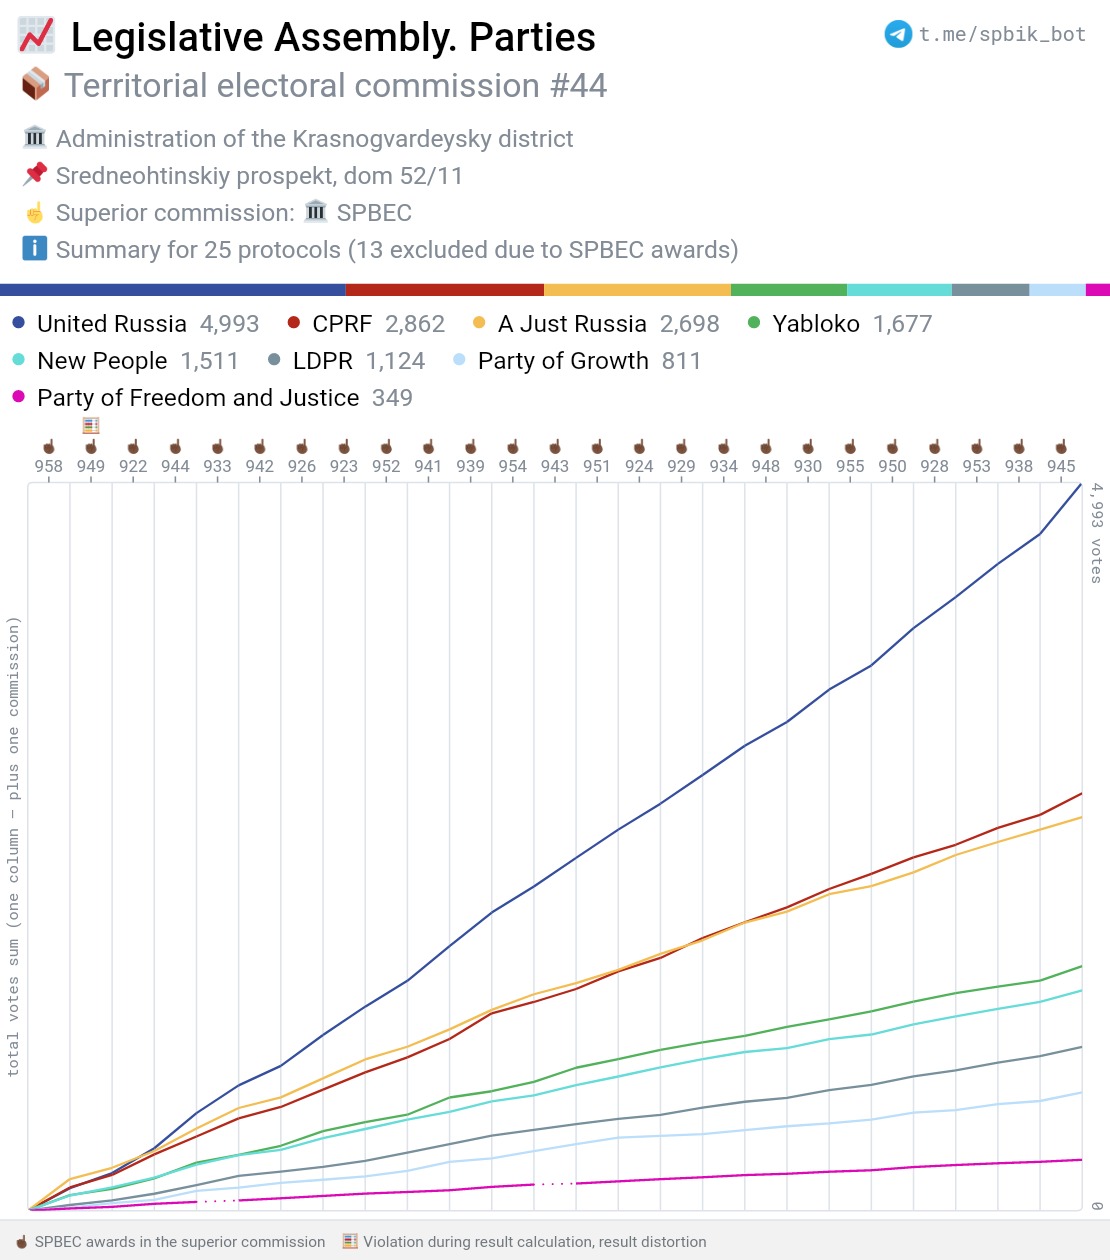 Legislative Assembly. Parties
t.me/spbik_bot
Territorial electoral commission #44
Administration of the Krasnogvardeysky district
Sredneohtinskiy prospekt, dom 52/11
Superior commission: SPBEC
Summary for 25 protocols (13 excluded due to SPBEC awards)
United Russia 4,993 CPRF 2,862 A Just Russia 2,698 Yabloko 1,677
New People 1,511 LDPR 1,124 Party of Growth 811
Party of Freedom and Justice 349
958 949 922 944 933 942 926 923 952 941 939 954 943 951 924 929 934 948 930 955 950 928 953 938 945
4,993 votes
total votes sum (one column – plus one commission)
0
SPBEC awards in the superior commission Violation during result calculation, result distortion